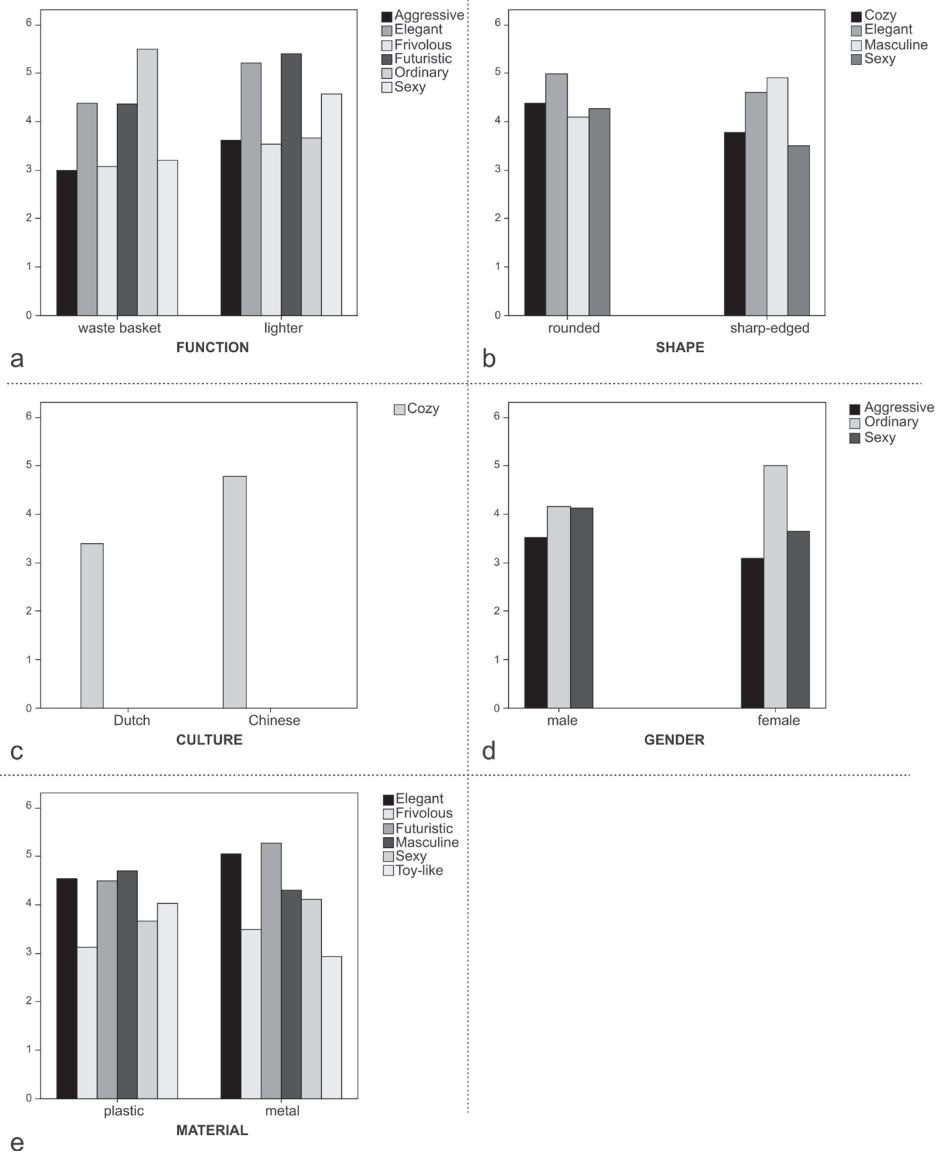 6
5
4
3
2
1
0
waste basket lighter
FUNCTION
a
Aggressive
Elegant
Frivolous
Futuristic
Ordinary
Sexy
6
5
4
3
2
1
0
rounded sharp-edged
SHAPE
b
Cozy
Elegant
Masculine
Sexy
6
5
4
3
2
1
0
Dutch Chinese
CULTURE
c
Cozy
6
5
4
3
2
1
0
male female
GENDER
d
Aggressive
Ordinary
Sexy
6
5
4
3
2
1
0
plastic metal
MATERIAL
e
Elegant
Frivolous
Futuristic
Masculine
Sexy
Toy-like